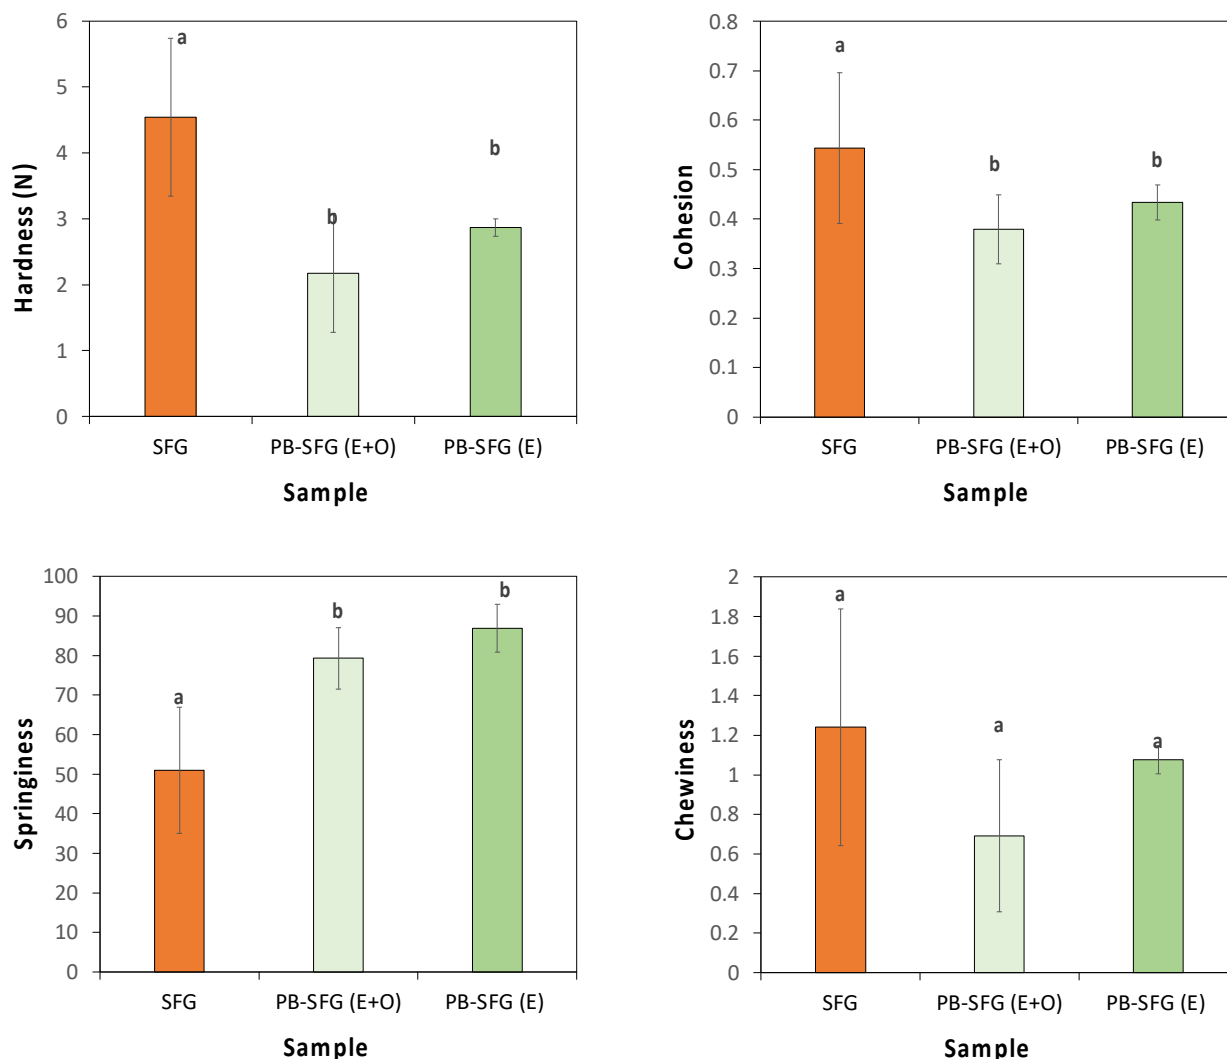 Hardness (N)
6
5
4
3
2
1
0
a
b
b
SFG
PB-SFG (E+O)
PB-SFG (E)
Sample
Cohesion
0.8
0.7
0.6
0.5
0.4
0.3
0.2
0.1
0
a
b
b
SFG
PB-SFG (E+O)
PB-SFG (E)
Sample
Springiness
100
90
80
70
60
50
40
30
20
10
0
a
b
b
SFG
PB-SFG (E+O)
PB-SFG (E)
Sample
Chewiness
2
1.8
1.6
1.4
1.2
1
0.8
0.6
0.4
0.2
0
a
a
a
SFG
PB-SFG (E+O)
PB-SFG (E)
Sample